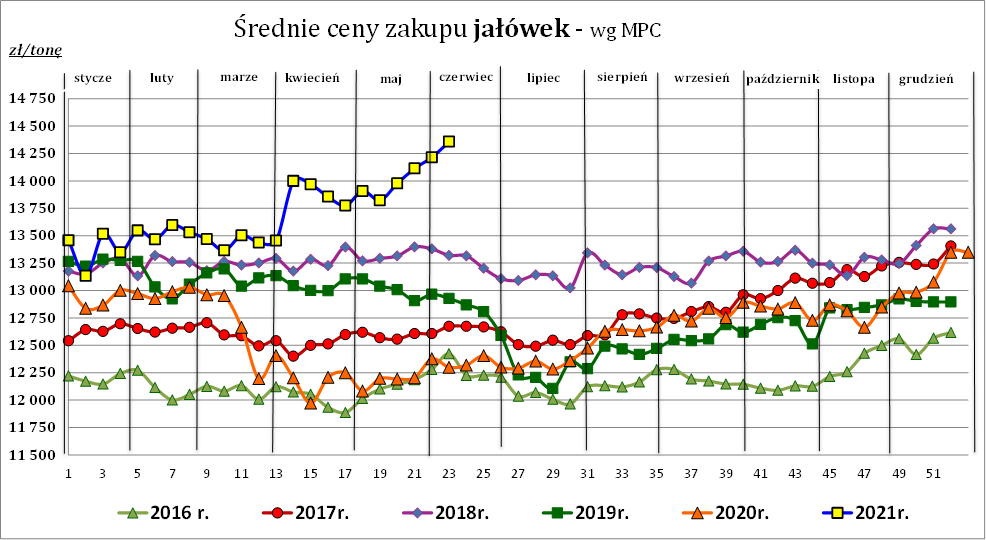 Średnie ceny zakupu jałówek - wg MPC
zł/tonę
stycze luty marze kwiecień maj czerwiec lipiec sierpień wrzesień październik listopa grudzień
14 750
14 500
14 250
14 000
13 750
13 500
13 250
13 000
12 750
12 500
12 250
12 000
11 750
11 500
1 3 5 7 9 11 13 15 17 19 21 23 25 27 29 31 33 35 37 39 41 43 45 47 49 51
2016 r. 2017r. 2018r. 2019r. 2020r. 2021r.